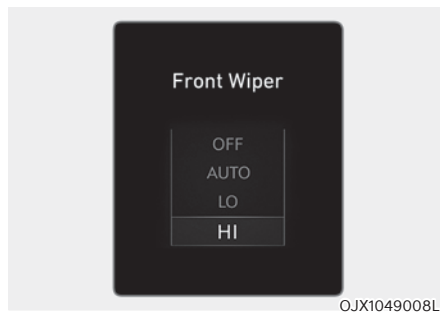 Front Wiper
OFF
AUTO
LO
HI
OJX1049008L